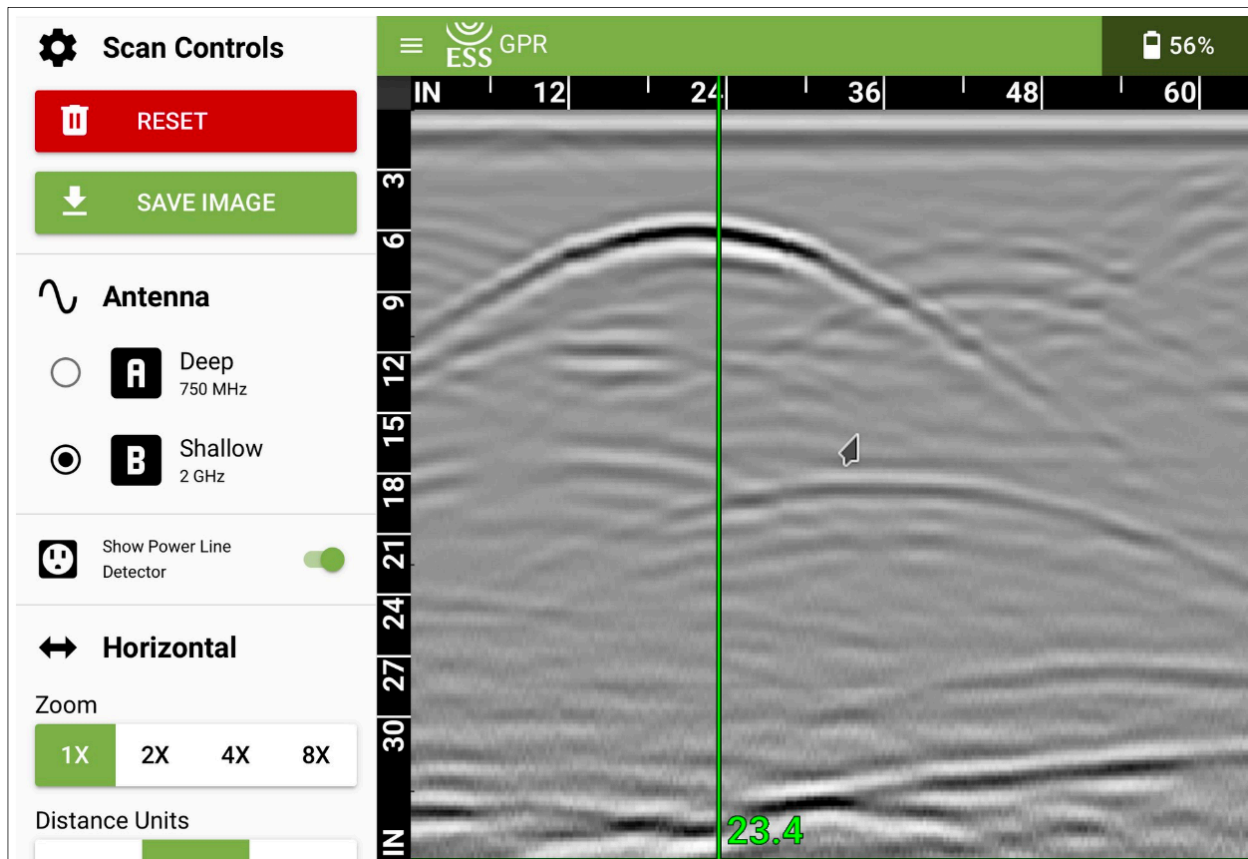 Scan Controls
RESET
SAVE IMAGE
Antenna
A
Deep
750 MHz
B
Shallow
2 GHz
Show Power Line
Detector
Horizontal
Zoom
1X 2X 4X 8X
Distance Units
ESS GPR
56%
IN 12 24 36 48 60
3
6
9
12
15
18
21
24
27
30
IN
23.4